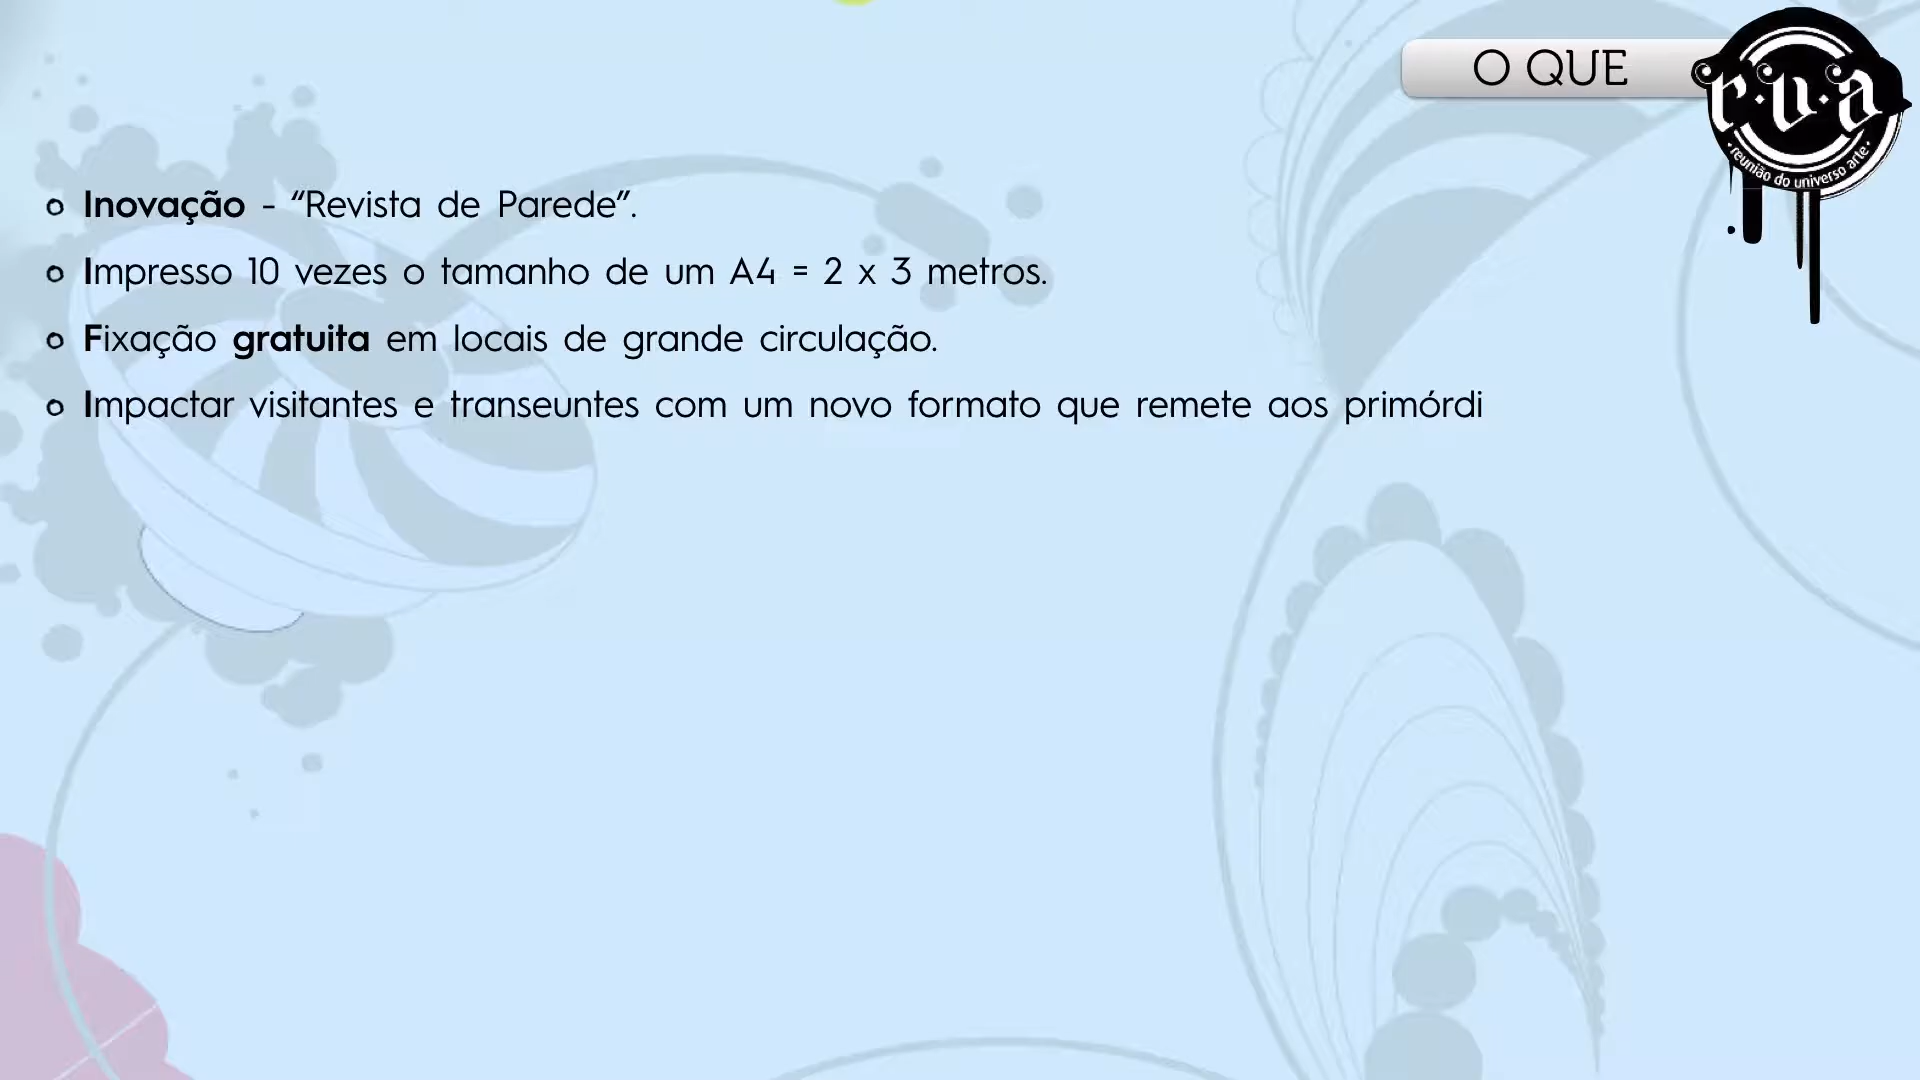 O QUE
r.u.a
reunião do universo arte
Inovação - “Revista de Parede”.
Impresso 10 vezes o tamanho de um A4 = 2 x 3 metros.
Fixação gratuita em locais de grande circulação.
Impactar visitantes e transeuntes com um novo formato que remete aos primórdi